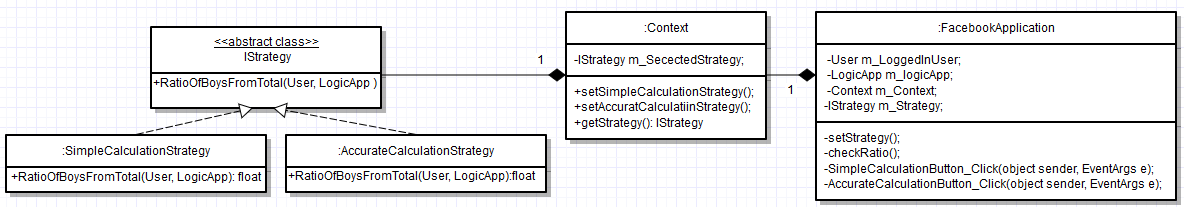 <<abstract class>>
IStrategy
+RatioOfBoysFromTotal(User, LogicApp )
:SimpleCalculationStrategy
+RatioOfBoysFromTotal(User, LogicApp): float
:AccurateCalculationStrategy
+RatioOfBoysFromTotal(User, LogicApp):float
1
:Context
-IStrategy m_SecectedStrategy;
+setSimpleCalculationStrategy();
+setAccuratCalculatiinStrategy();
+getStrategy(): IStrategy
1
:FacebookApplication
-User m_LoggedInUser;
-LogicApp m_logicApp;
-Context m_Context;
-IStrategy m_Strategy;
-setStrategy();
-checkRatio();
-SimpleCalculationButton_Click(object sender, EventArgs e);
-AccurateCalculationButton_Click(object sender, EventArgs e);